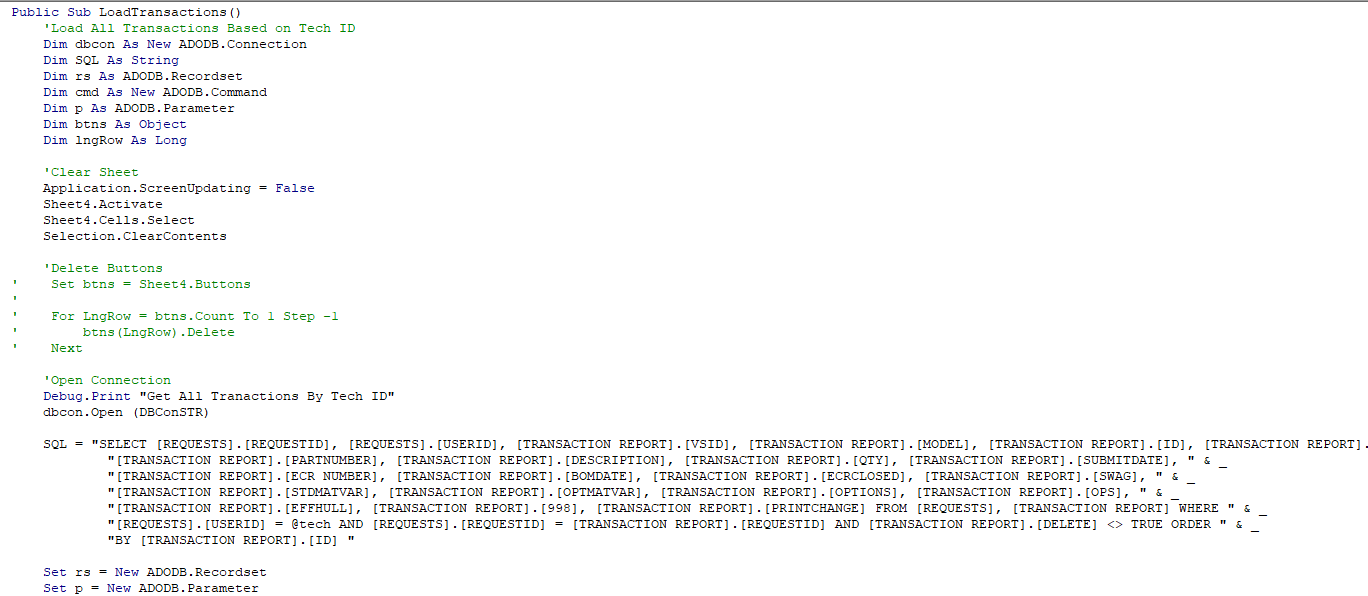 Public Sub LoadTransactions()
'Load All Transactions Based on Tech ID
Dim dbcon As New ADODB.Connection
Dim SQL As String
Dim rs As ADODB.Recordset
Dim cmd As New ADODB.Command
Dim p As ADODB.Parameter
Dim btns As Object
Dim lngRow As Long
'Clear Sheet
Application.ScreenUpdating = False
Sheet4.Activate
Sheet4.Cells.Select
Selection.ClearContents
'Delete Buttons
' Set btns = Sheet4.Buttons
'
' For LngRow = btns.Count To 1 Step -1
' btns(LngRow).Delete
' Next
'Open Connection
Debug.Print "Get All Tranactions By Tech ID"
dbcon.Open (DBConSTR)
SQL = "SELECT [REQUESTS].[REQUESTID], [REQUESTS].[USERID], [TRANSACTION REPORT].[VSID], [TRANSACTION REPORT].[MODEL], [TRANSACTION REPORT].[ID], [TRANSACTION REPORT].
"[TRANSACTION REPORT].[PARTNUMBER], [TRANSACTION REPORT].[DESCRIPTION], [TRANSACTION REPORT].[QTY], [TRANSACTION REPORT].[SUBMITDATE], " & _
"[TRANSACTION REPORT].[ECR NUMBER], [TRANSACTION REPORT].[BOMDATE], [TRANSACTION REPORT].[ECRCLOSED], [TRANSACTION REPORT].[SWAG], " & _
"[TRANSACTION REPORT].[STDMATVAR], [TRANSACTION REPORT].[OPTMATVAR], [TRANSACTION REPORT].[OPTIONS], [TRANSACTION REPORT].[OPS], " & _
"[TRANSACTION REPORT].[EFFHULL], [TRANSACTION REPORT].[998], [TRANSACTION REPORT].[PRINTCHANGE] FROM [REQUESTS], [TRANSACTION REPORT] WHERE " & _
"[REQUESTS].[USERID] = @tech AND [REQUESTS].[REQUESTID] = [TRANSACTION REPORT].[REQUESTID] AND [TRANSACTION REPORT].[DELETE] <> TRUE ORDER " & _
"BY [TRANSACTION REPORT].[ID] "
Set rs = New ADODB.Recordset
Set p = New ADODB.Parameter